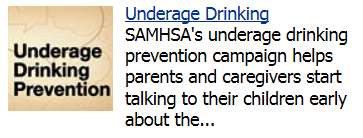 Underage
Drinking
Prevention
Underage Drinking
SAMHSA's underage drinking
prevention campaign helps
parents and caregivers start
talking to their children early
about the...